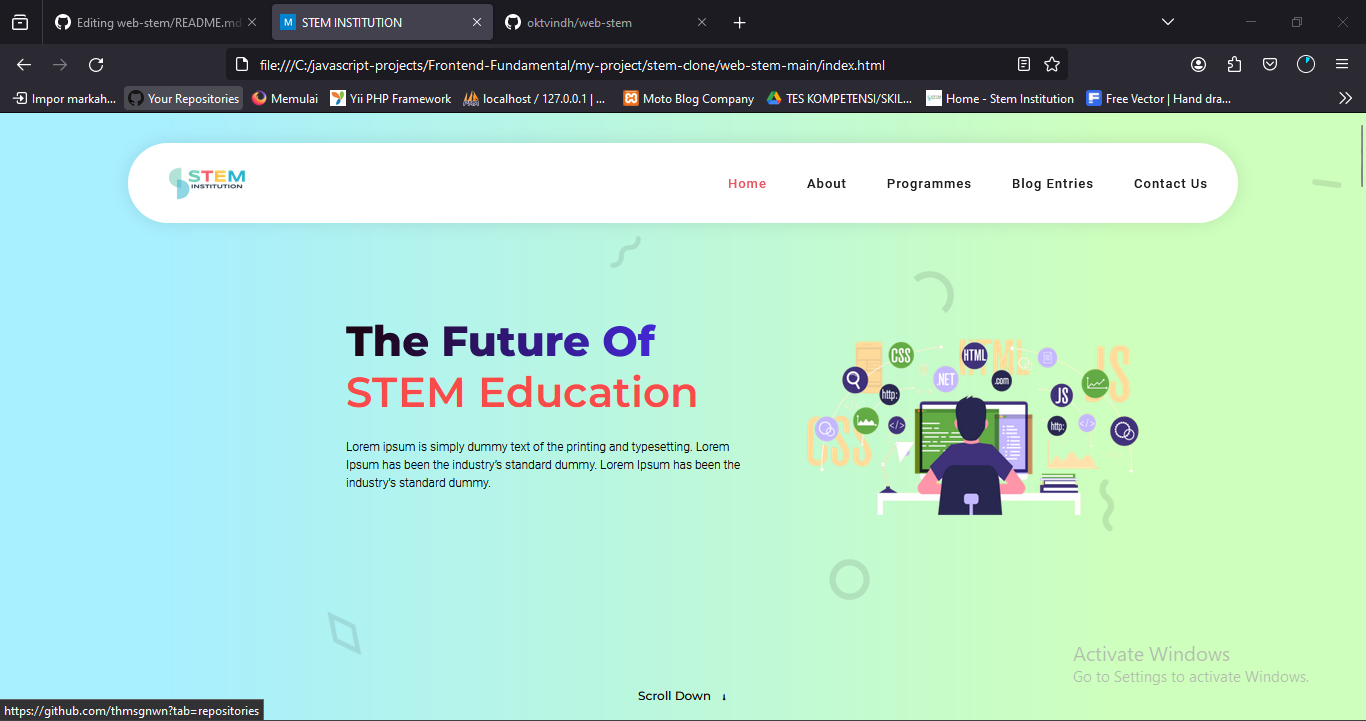 Editing web-stem/README.md
STEM INSTITUTION
oktvindh/web-stem
file:///C:/javascript-projects/Frontend-Fundamental/my-project/stem-clone/web-stem-main/index.html
Impor markah...
Your Repositories
Memulai
Yii PHP Framework
localhost / 127.0.0.1 | ...
Moto Blog Company
TES KOMPETENSI/SKIL...
Home - Stem Institution
Free Vector | Hand dra...
STEM
INSTITUTION
Home
About
Programmes
Blog Entries
Contact Us
The Future Of
STEM Education
Lorem ipsum is simply dummy text of the printing and typesetting. Lorem
Ipsum has been the industry's standard dummy. Lorem Ipsum has been the
industry's standard dummy.
CSS
HTML
HTML
JS
.NET
.com
http:
JS
</>
http:
</>
CSS
Activate Windows
Go to Settings to activate Windows.
Scroll Down
https://github.com/thmsgnwn?tab=repositories